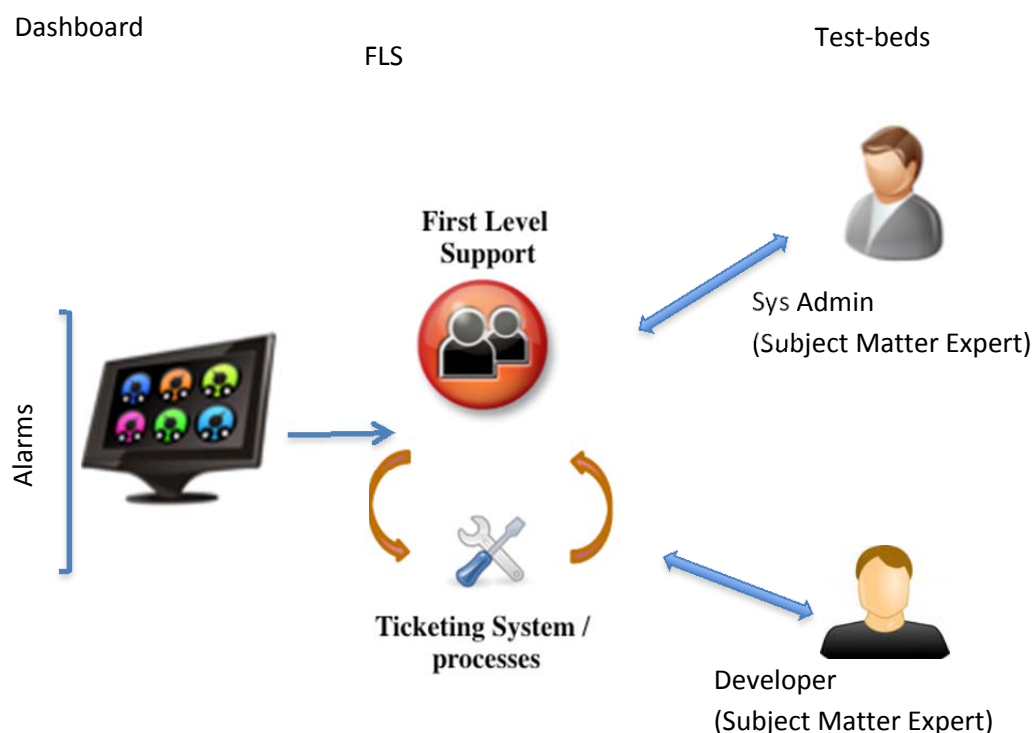 Dashboard
FLS
Test-beds
First Level
Support
Sys Admin
(Subject Matter Expert)
Alarms
Ticketing System /
processes
Developer
(Subject Matter Expert)